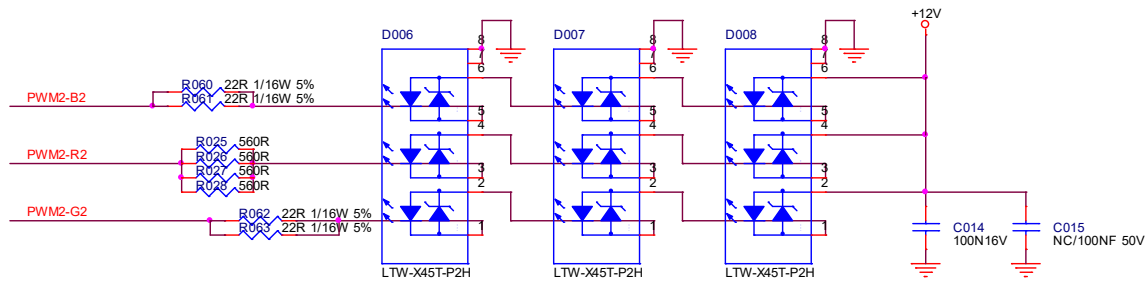 +12V
D006
D007
D008
8
7
6
8
7
6
8
7
6
PWM2-B2
R060 22R 1/16W 5%
R061 22R 1/16W 5%
5
4
5
4
5
4
PWM2-R2
R025 560R
R026 560R
R027 560R
R028 560R
3
2
3
2
3
2
PWM2-G2
R062 22R 1/16W 5%
R063 22R 1/16W 5%
1
1
1
C014
100N16V
C015
NC/100NF 50V
LTW-X45T-P2H
LTW-X45T-P2H
LTW-X45T-P2H